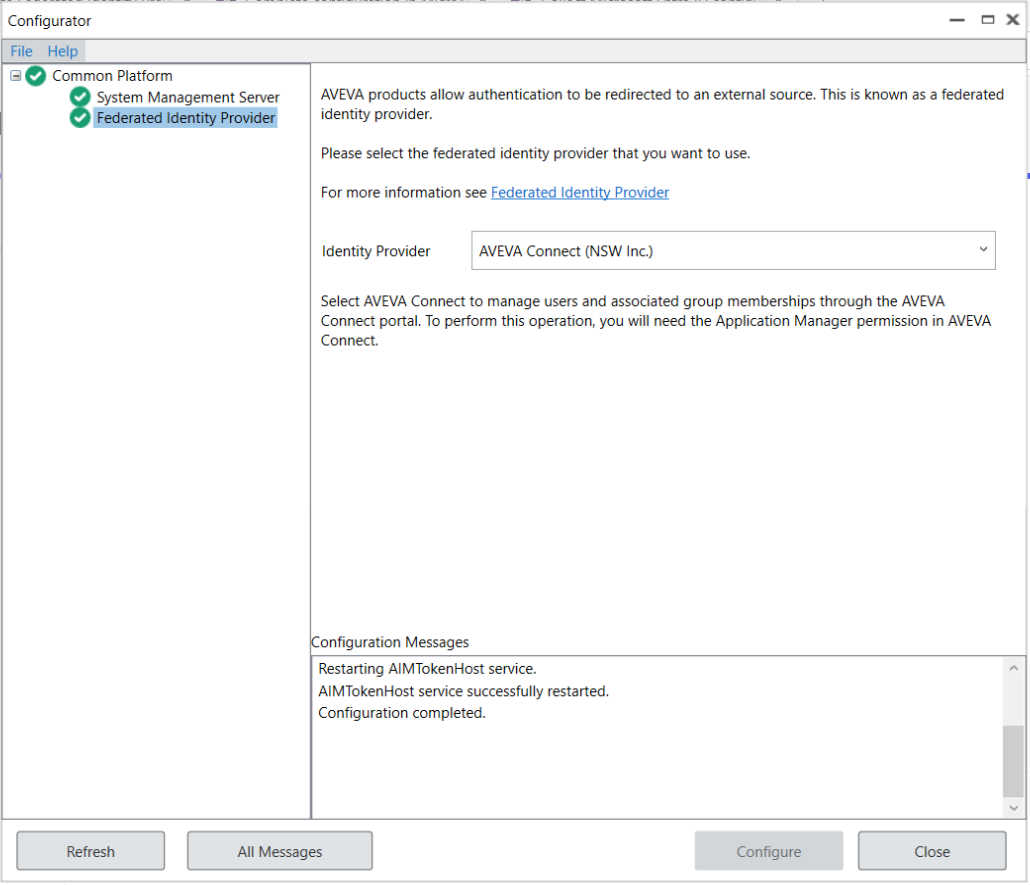 Configurator
File Help
Common Platform
System Management Server
Federated Identity Provider
AVEVA products allow authentication to be redirected to an external source. This is known as a federated
identity provider.
Please select the federated identity provider that you want to use.
For more information see Federated Identity Provider
Identity Provider
AVEVA Connect (NSW Inc.)
Select AVEVA Connect to manage users and associated group memberships through the AVEVA
Connect portal. To perform this operation, you will need the Application Manager permission in AVEVA
Connect.
Configuration Messages
Restarting AIMTokenHost service.
AIMTokenHost service successfully restarted.
Configuration completed.
Refresh
All Messages
Configure
Close